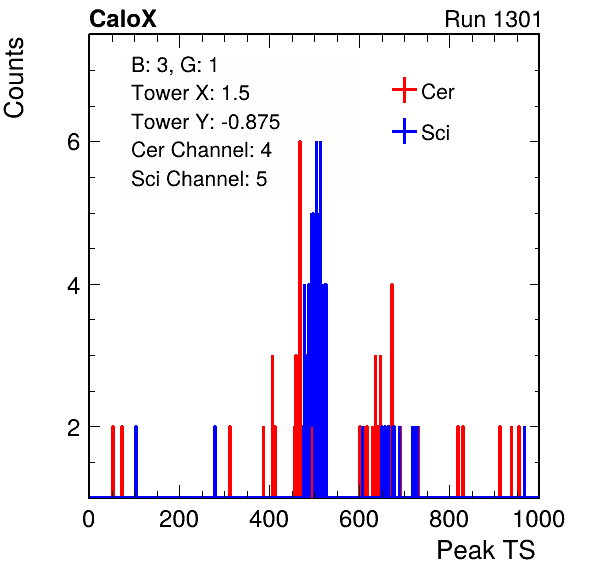 CaloX Run 1301
Counts
B: 3, G: 1
Tower X: 1.5
Tower Y: -0.875
Cer Channel: 4
Sci Channel: 5
Cer
Sci
6
4
2
0 200 400 600 800 1000
Peak TS